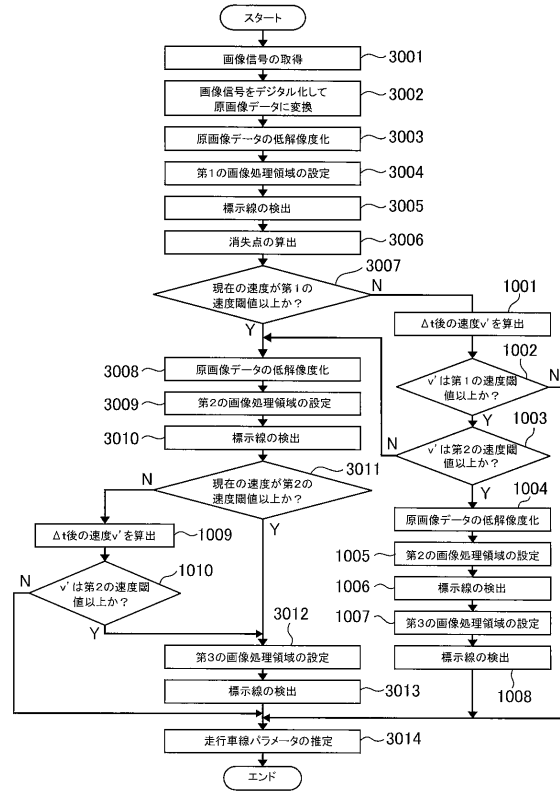 スタート
画像信号の取得
3001
画像信号をデジタル化して
原画像データに変換
3002
原画像データの低解像度化
3003
第1の画像処理領域の設定
3004
標示線の検出
3005
消失点の算出
3006
現在の速度が第1の
速度閾値以上か?
3007
N
Y
1001
Δt後の速度v'を算出
1002
v'は第1の速度閾
値以上か?
N
Y
1003
v'は第2の速度閾
値以上か?
N
Y
3008
原画像データの低解像度化
3009
第2の画像処理領域の設定
3010
標示線の検出
3011
現在の速度が第2の
速度閾値以上か?
N
Y
1004
原画像データの低解像度化
1005
第2の画像処理領域の設定
1006
標示線の検出
1007
第3の画像処理領域の設定
標示線の検出
1008
1009
Δt後の速度v'を算出
1010
v'は第2の速度閾
値以上か?
N
Y
3012
第3の画像処理領域の設定
標示線の検出
3013
走行車線パラメータの推定
3014
エンド